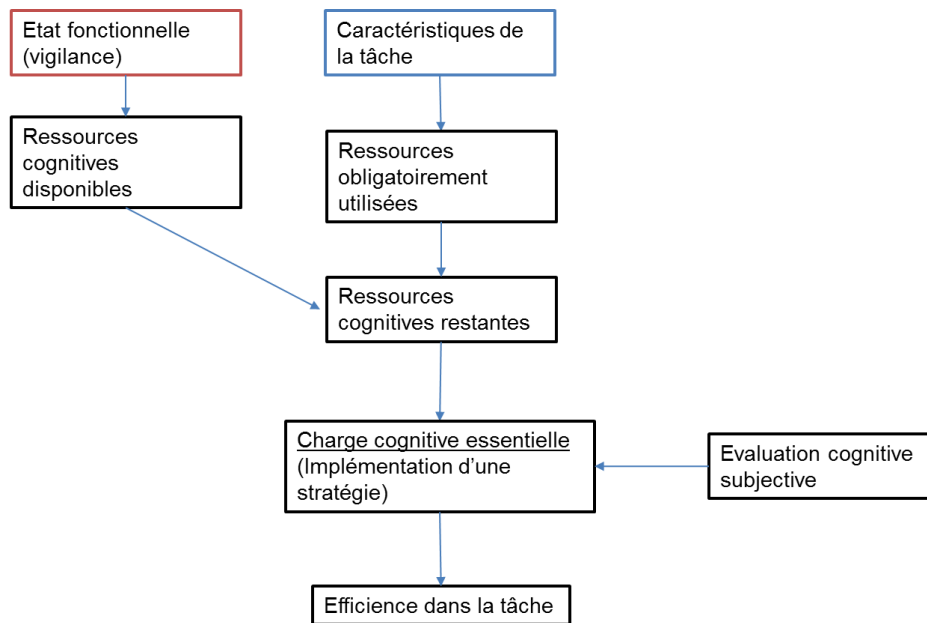 Etat fonctionnelle
(vigilance)
Caractéristiques de
la tâche
Ressources
cognitives
disponibles
Ressources
obligatoirement
utilisées
Ressources
cognitives restantes
Charge cognitive essentielle
(Implémentation d’une
stratégie)
Evaluation cognitive
subjective
Efficience dans la tâche